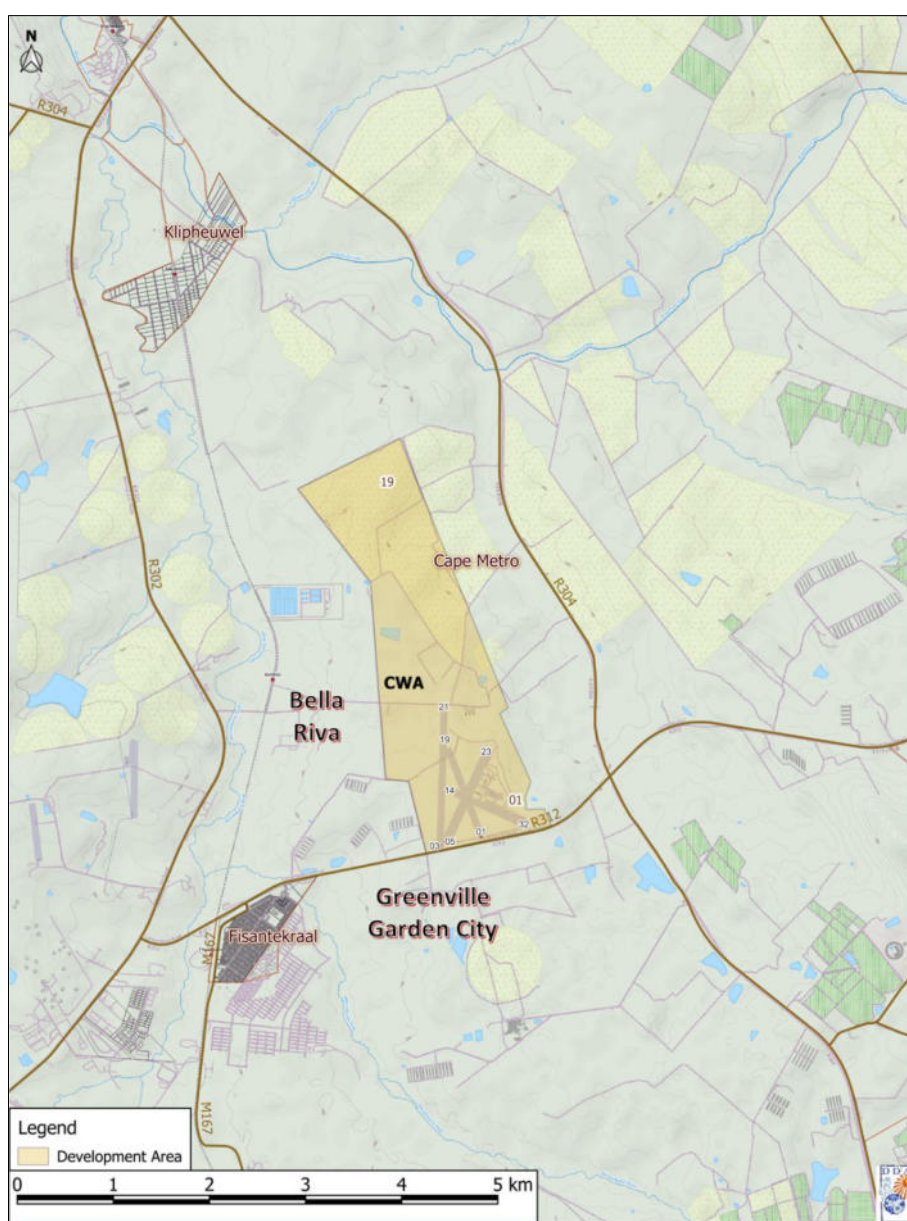 N
R304
Klipheuwel
19
Cape Metro
R302
R304
CWA
Bella
Riva
21
19
23
14
01
32
R312
01
05
03
Greenville
Garden City
Fisantekraal
M167
M167
Legend
Development Area
0 1 2 3 4 5 km
DDA